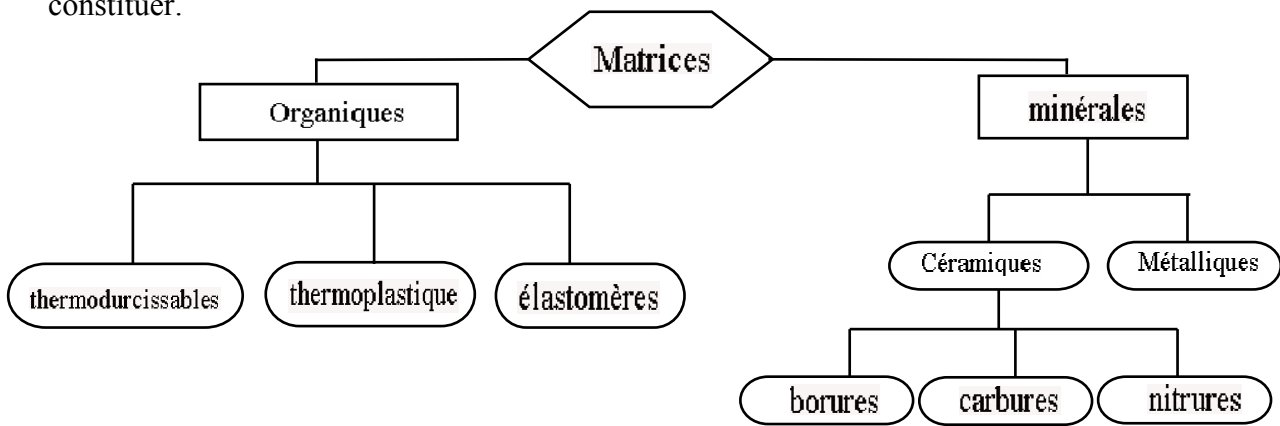 constituer.
Matrices
Organiques
minérales
thermodurcissables
thermoplastique
élastomères
Céramiques
Métalliques
borures
carbures
nitrures